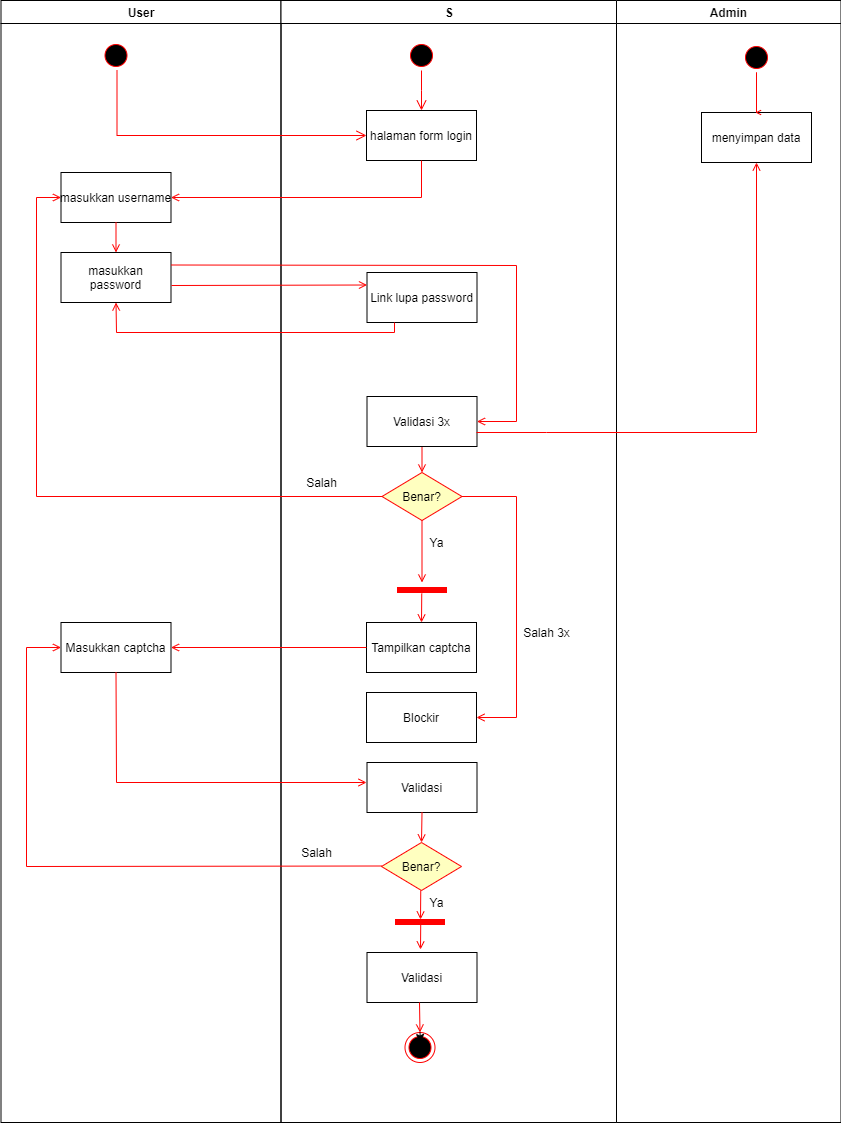 User
S
Admin
halaman form login
menyimpan data
masukkan username
masukkan
password
Link lupa password
Validasi 3x
Salah
Benar?
Ya
Salah 3x
Masukkan captcha
Tampilkan captcha
Blockir
Validasi
Salah
Benar?
Ya
Validasi